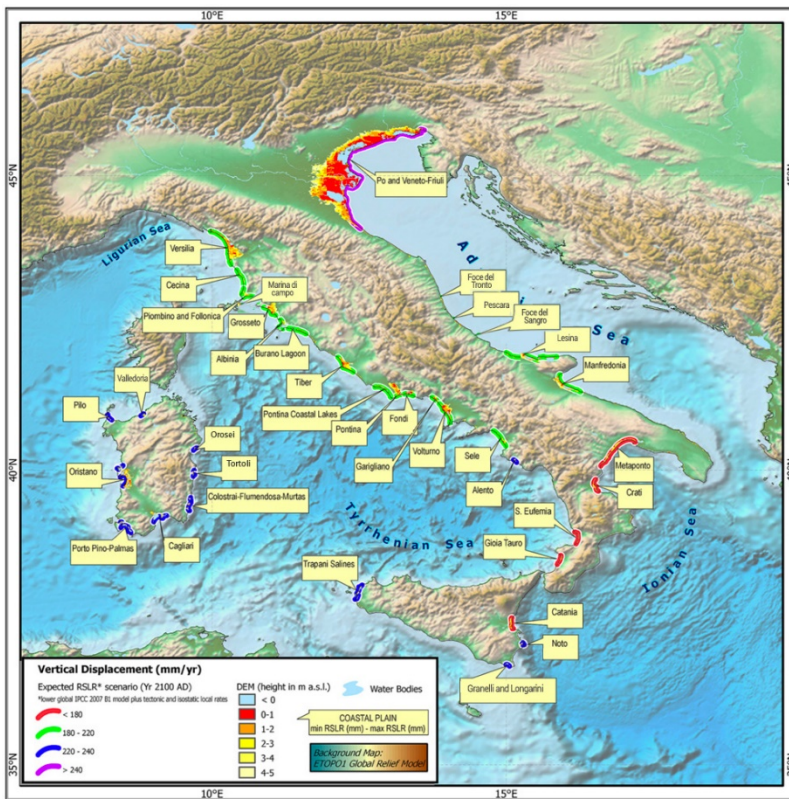 10°E
15°E
45°N
Po and Veneto-Friuli
Ligurian Sea
Versilia
Cecina
Marina di
campo
Piombino and Follonica
Grosseto
Albinia
Burano Lagoon
Ad
Sea
Foce del
Tronto
Pescara
Foce del
Sangro
Lesina
Manfredonia
Tiber
Pontina Coastal Lakes
Pontina
Fondi
Garigliano
Volturno
Sele
Alento
Valledoria
Pilo
Orosei
Tortolì
Oristano
Colostrai-Flumendosa-Murtas
Porto Pino-Palmas
Cagliari
40°N
Metaponto
Crati
S. Eufemia
Gioia Tauro
Tyrrhenian Sea
Ionian Sea
Trapani Salines
Catania
Noto
Granelli and Longarini
35°N
Vertical Displacement (mm/yr)
Expected RSLR* scenario (Yr 2100 AD)
*lower global IPCC 2007 B1 model plus tectonic and isostatic local rates
< 180
180 - 220
220 - 240
> 240
DEM (height in m a.s.l.)
< 0
0-1
1-2
2-3
3-4
4-5
Water Bodies
COASTAL PLAIN
min RSLR (mm) - max RSLR (mm)
Background Map:
ETOPO1 Global Relief Model
10°E
15°E